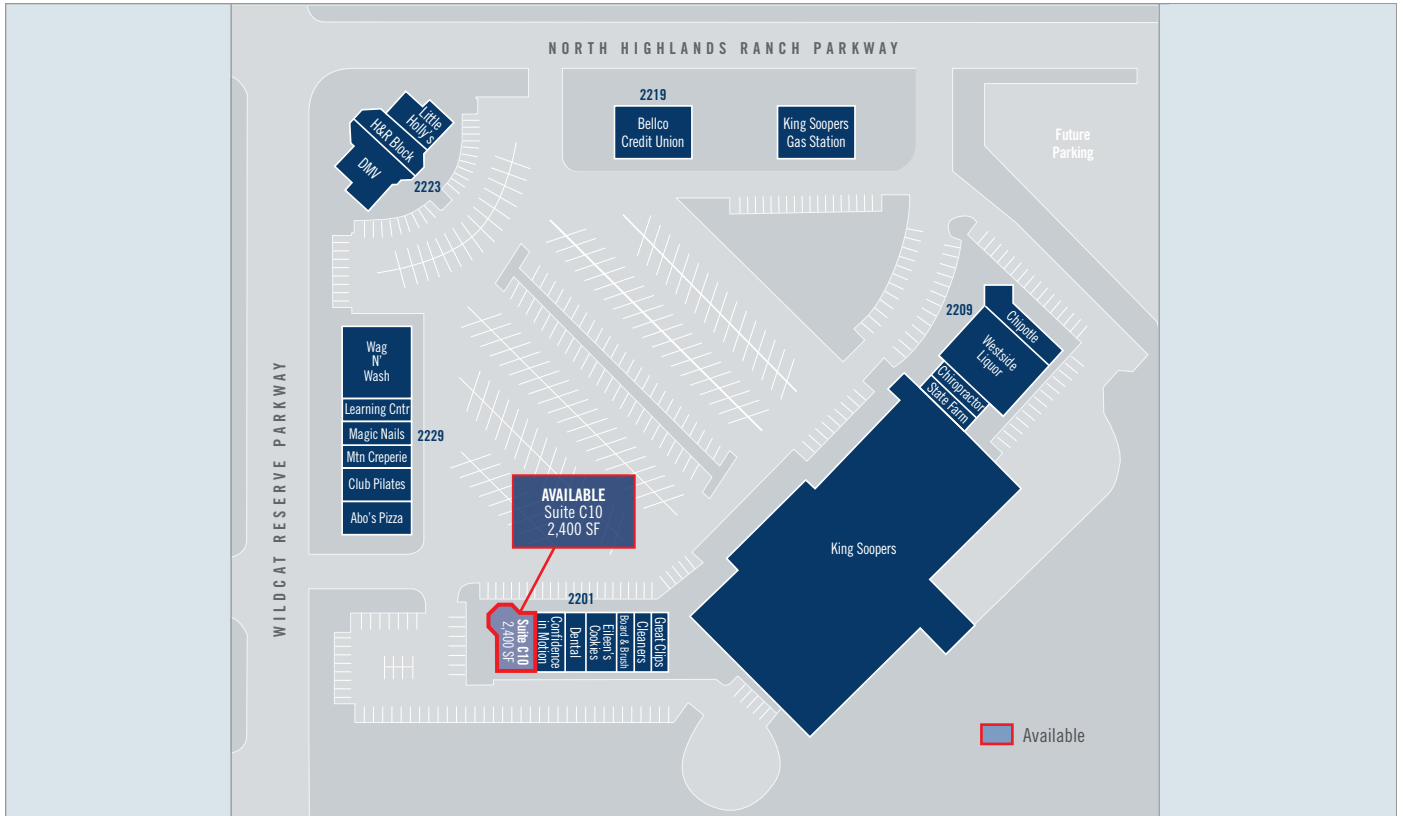 NORTH HIGHLANDS RANCH PARKWAY
2219
Bellco
Credit Union
King Soopers
Gas Station
Future
Parking
Little
Holly's
H&R Block
DMV
2223
2209
Chipotle
Westside
Liquor
Chiropractor
State Farm
WILDCAT RESERVE PARKWAY
Wag
N'
Wash
Learning Cntr
Magic Nails
Mtn Creperie
Club Pilates
Abo's Pizza
2229
AVAILABLE
Suite C10
2,400 SF
King Soopers
2201
Suite C10
2,400 SF
Confidence
in Motion
Dental
Eileen's
Cookies
Board & Brush
Cleaners
Great Clips
Available